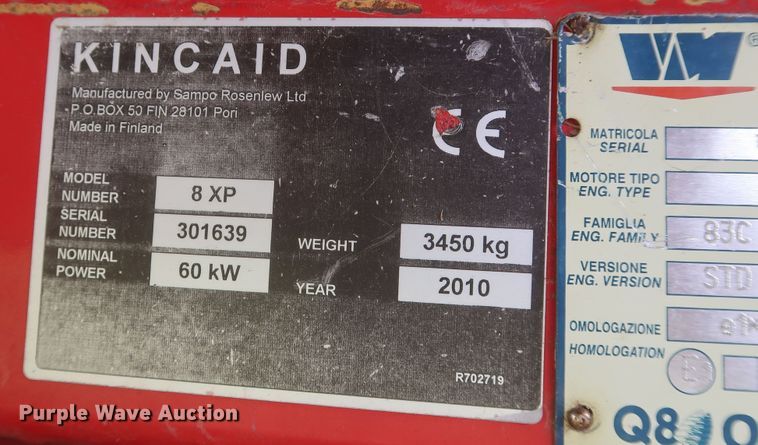 KINCAID
Manufactured by Sampo Rosenlew Ltd
P.O.BOX 50 FIN 28101 Pori
Made in Finland
CE
MODEL NUMBER 8 XP
SERIAL NUMBER 301639
NOMINAL POWER 60 kW
WEIGHT 3450 kg
YEAR 2010
R702719
VM
®
MATRICOLA
SERIAL
MOTORE TIPO
ENG. TYPE
FAMIGLIA
ENG. FAMILY 83C
VERSIONE
ENG. VERSION STD
OMOLOGAZIONE
HOMOLOGATION
Q8
Purple Wave Auction